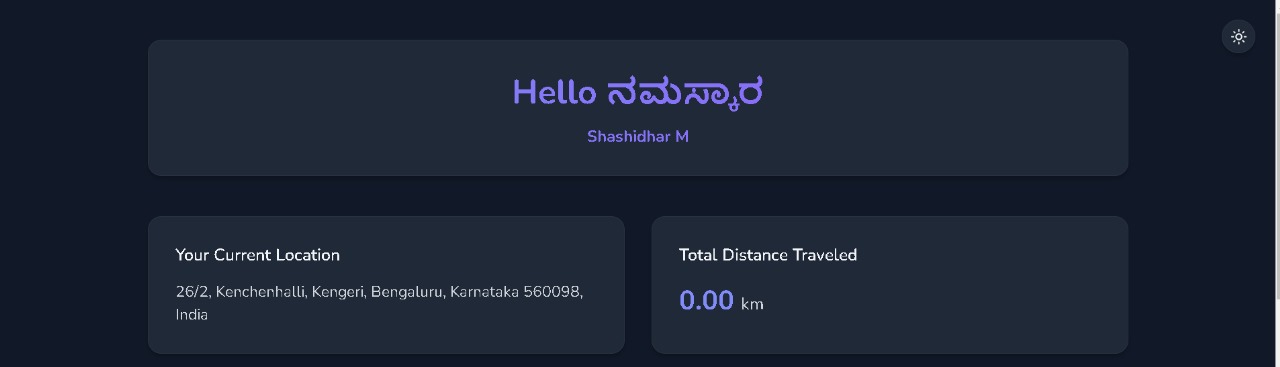 Hello ನಮಸ್ಕಾರ
Shashidhar M
Your Current Location
26/2, Kenchenhalli, Kengeri, Bengaluru, Karnataka 560098,
India
Total Distance Traveled
0.00 km